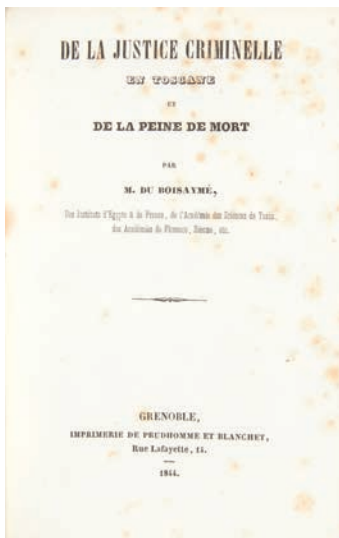 DE LA JUSTICE CRIMINELLE
EN TOSCANE
ET
DE LA PEINE DE MORT
PAR
M. DU BOISAYMÉ,
Des Instituts d'Égypte & de France, de l'Académie des Sciences de Turin,
des Académies de Florence, Sienne, etc.
GRENOBLE,
IMPRIMERIE DE PRUDHOMME ET BLANCHET,
Rue Lafayette, 14.
1844.